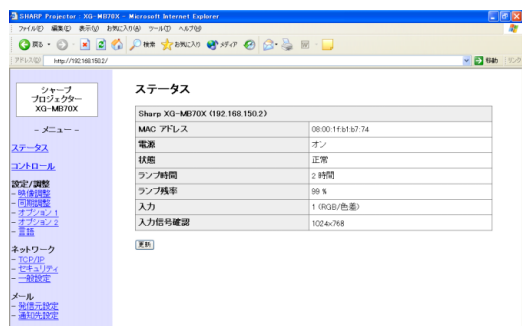 SHARP Projector : XG-MB70X - Microsoft Internet Explorer
ファイル(F) 編集(E) 表示(V) お気に入り(A) ツール(T) ヘルプ(H)
戻る 検索 お気に入り メディア
アドレス(D) http://192.168.150.2/ 移動 リンク
シャープ
プロジェクター
XG-MB70X
- メニュー -
ステータス
コントロール
設定/調整
- 映像調整
- 同期調整
- オプション 1
- オプション 2
- 言語
ネットワーク
- TCP/IP
- セキュリティ
- 一般設定
メール
- 発信元設定
- 通知先設定
ステータス
Sharp XG-MB70X (192.168.150.2)
MAC アドレス 08:00:1f:b1:b7:74
電源 オン
状態 正常
ランプ時間 2 時間
ランプ残率 99 %
入力 1 (RGB/色差)
入力信号確認 1024x768
更新